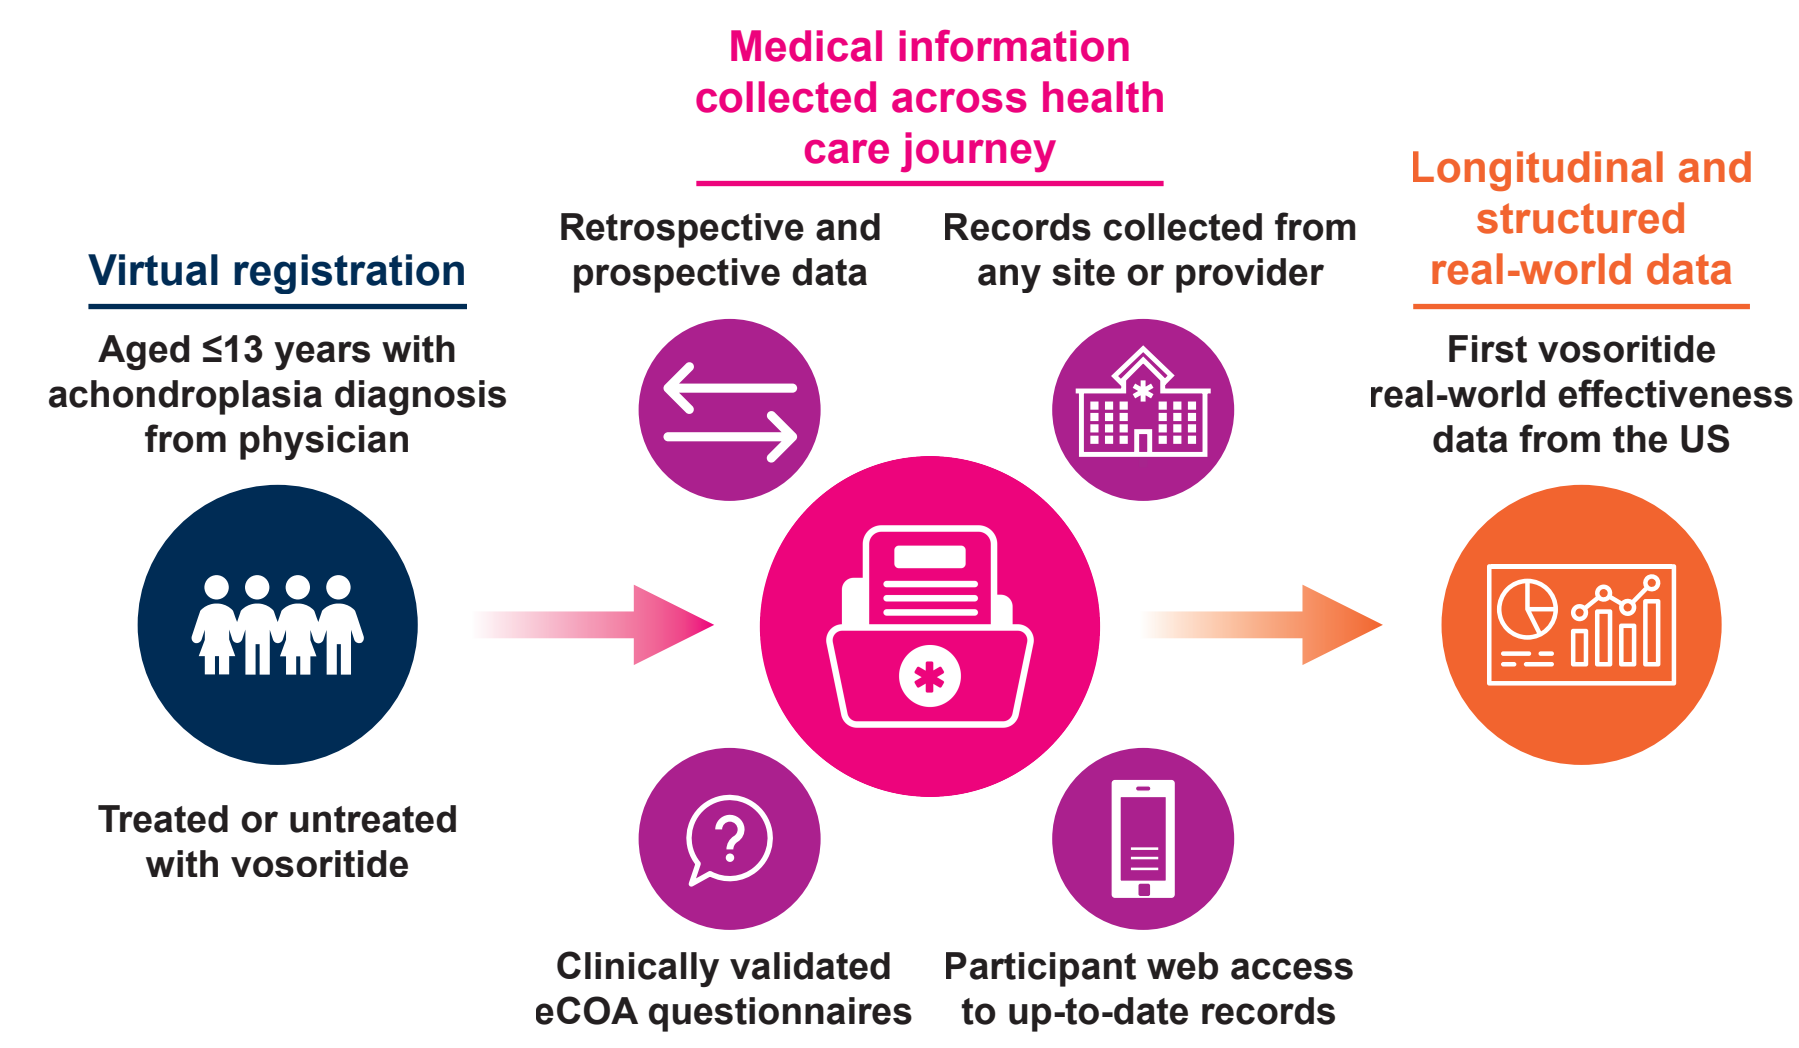 Virtual registration
Aged ≤13 years with
achondroplasia diagnosis
from physician
Treated or untreated
with vosoritide
Medical information
collected across health
care journey
Retrospective and
prospective data
Records collected from
any site or provider
Clinically validated
eCOA questionnaires
Participant web access
to up-to-date records
Longitudinal and
structured
real-world data
First vosoritide
real-world effectiveness
data from the US